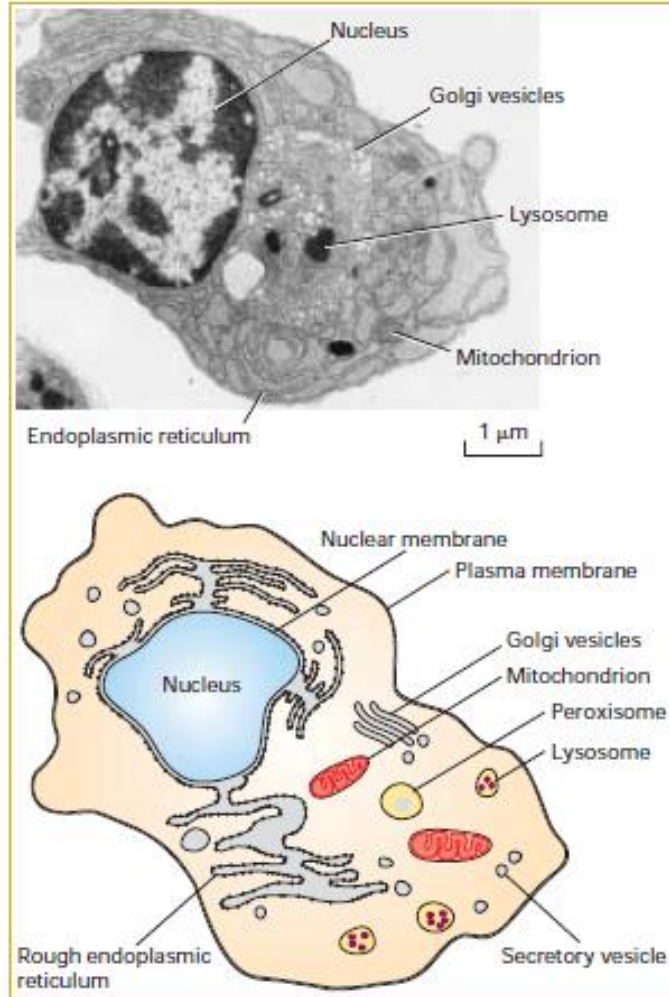 Nucleus
Golgi vesicles
Lysosome
Mitochondrion
Endoplasmic reticulum
1 μm
Nuclear membrane
Plasma membrane
Golgi vesicles
Mitochondrion
Nucleus
Peroxisome
Lysosome
Rough endoplasmic
reticulum
Secretory vesicle